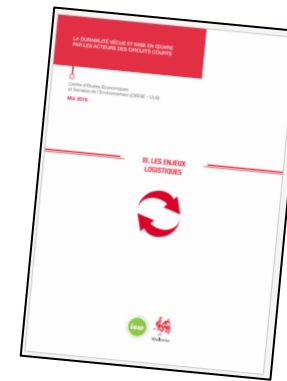 LA DURABILITÉ VÉCUE ET MISE EN ŒUVRE
PAR LES ACTEURS DES CIRCUITS COURTS
Centre d'Études Économiques
et Sociales de l'Environnement (CEESE - ULB)
Mai 2016
III. LES ENJEUX
LOGISTIQUES
Wallonie